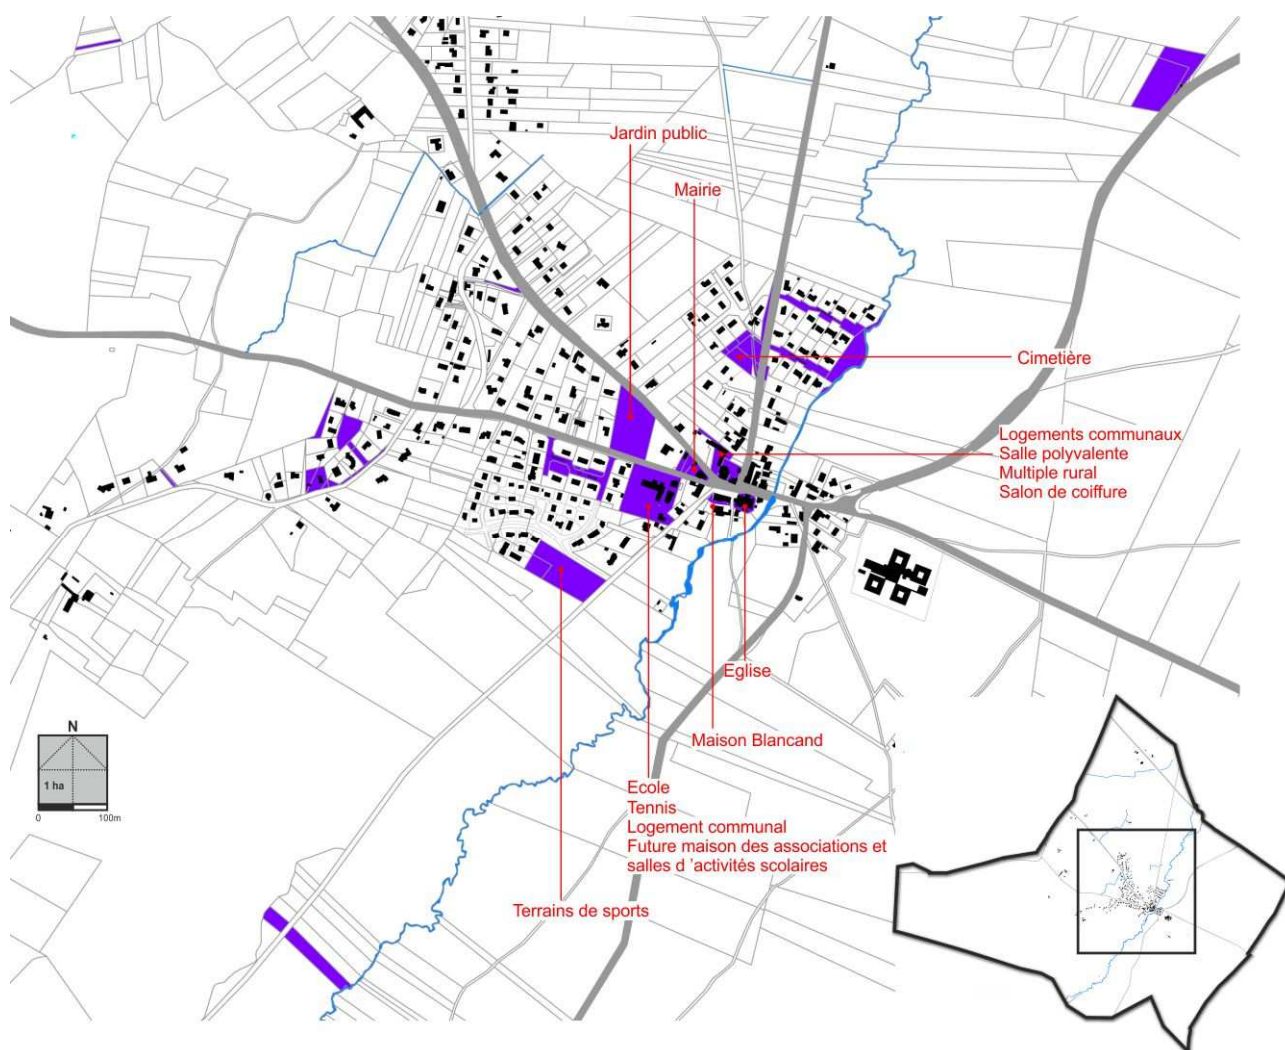 Jardin public
Mairie
Cimetière
Logements communaux
Salle polyvalente
Multiple rural
Salon de coiffure
Eglise
Maison Blancand
Ecole
Tennis
Logement communal
Future maison des associations et
salles d 'activités scolaires
Terrains de sports
N
1 ha
0 100m